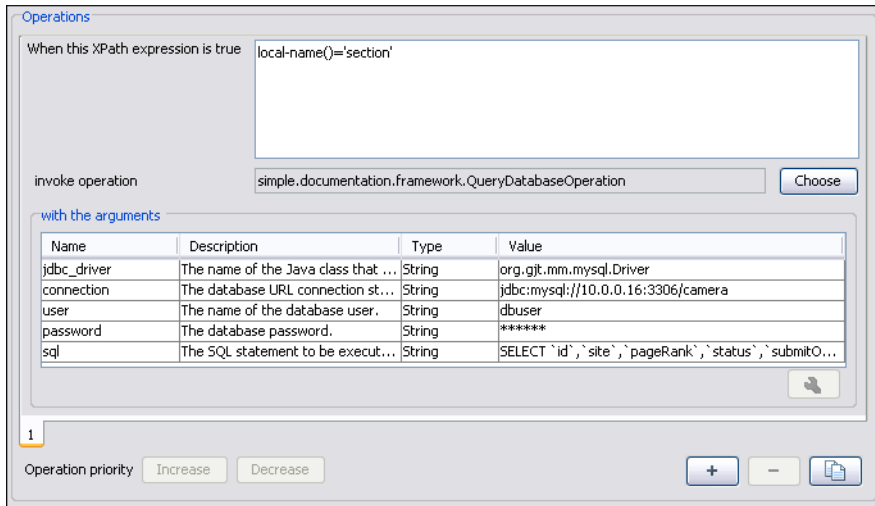 Operations
When this XPath expression is true
local-name()='section'
invoke operation
simple.documentation.framework.QueryDatabaseOperation
Choose
with the arguments
Name Description Type Value
jdbc_driver The name of the Java class that ... String org.gjt.mm.mysql.Driver
connection The database URL connection st... String jdbc:mysql://10.0.0.16:3306/camera
user The name of the database user. String dbuser
password The database password. String ******
sql The SQL statement to be execut... String SELECT `id`,`site`,`pageRank`,`status`,`submitO...
1
Operation priority Increase Decrease + −